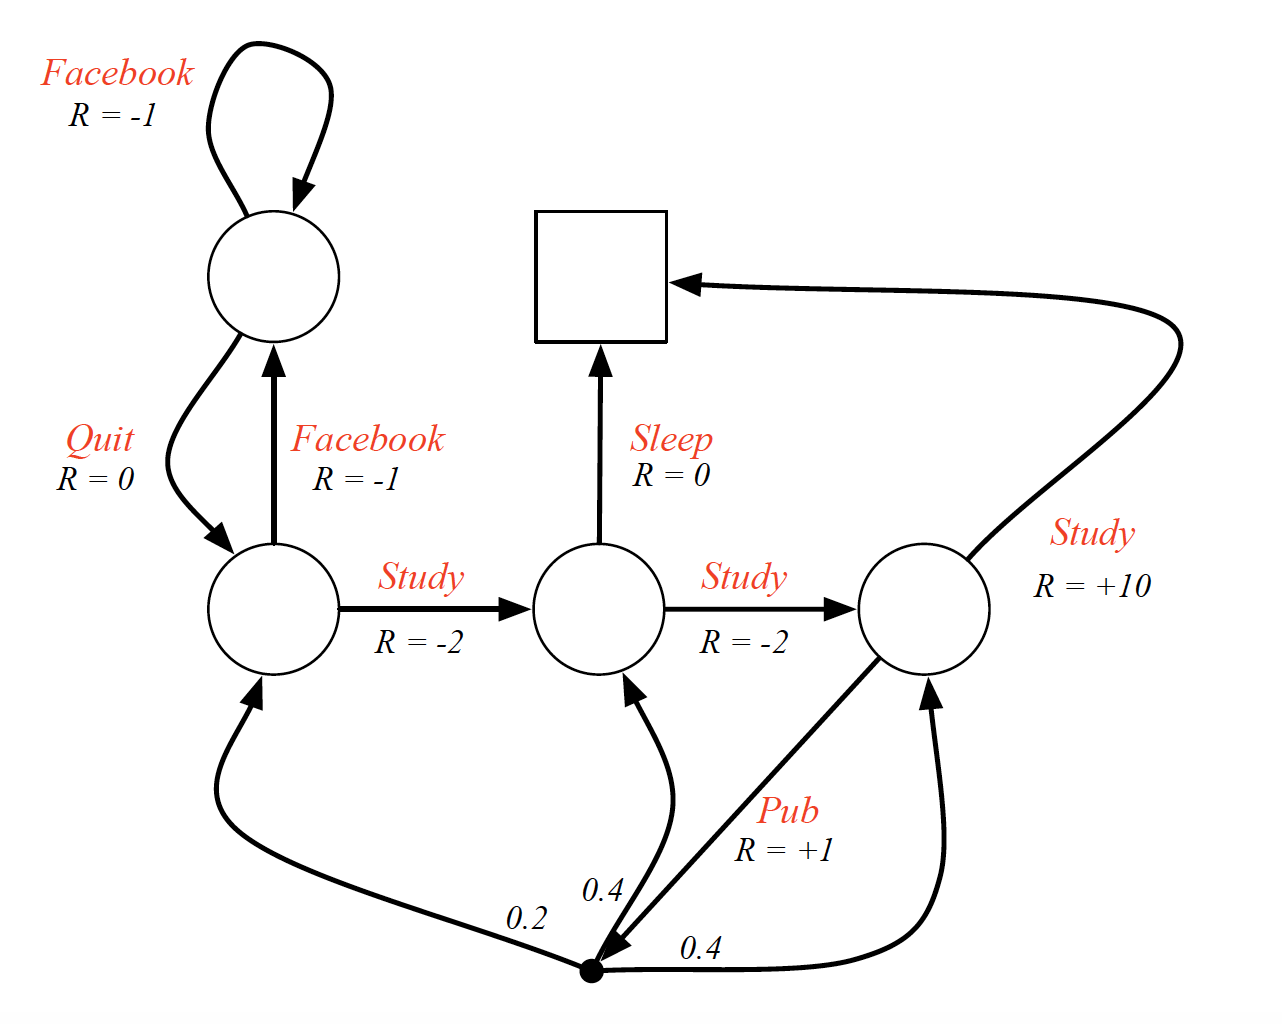 Facebook
R = -1
Quit
R = 0
Facebook
R = -1
Sleep
R = 0
Study
R = +10
Study
R = -2
Study
R = -2
Pub
R = +1
0.4
0.2
0.4